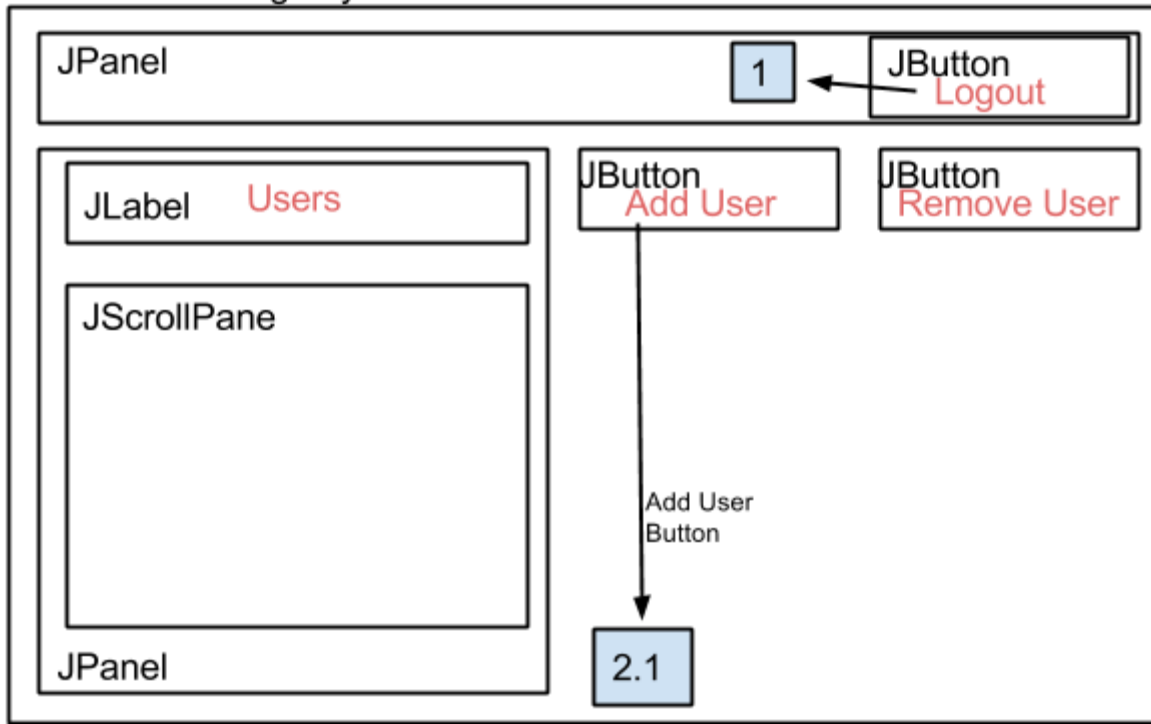 JPanel
1
JButton
Logout
JLabel
Users
JButton
Add User
JButton
Remove User
JScrollPane
Add User
Button
JPanel
2.1